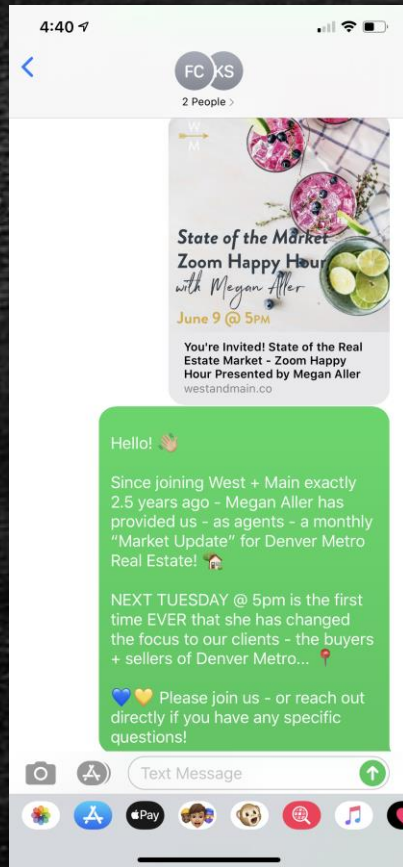 4:40
FC KS
2 People >
W
M
State of the Market
Zoom Happy Hour
with Megan Aller
June 9 @ 5PM
You're Invited! State of the Real
Estate Market - Zoom Happy
Hour Presented by Megan Aller
westandmain.co
Hello! 👋🏼
Since joining West + Main exactly
2.5 years ago - Megan Aller has
provided us - as agents - a monthly
“Market Update” for Denver Metro
Real Estate! 🏡
NEXT TUESDAY @ 5pm is the first
time EVER that she has changed
the focus to our clients - the buyers
+ sellers of Denver Metro... 📍
💙💛 Please join us - or reach out
directly if you have any specific
questions!
Text Message
Pay